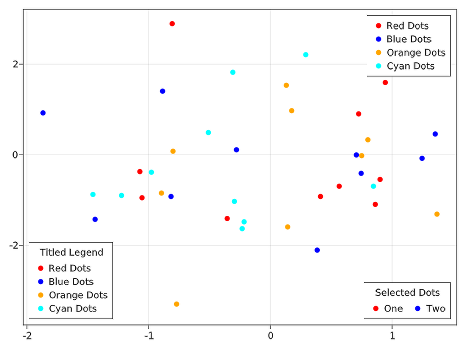 Red Dots
Blue Dots
Orange Dots
Cyan Dots
2
0
-2
Titled Legend
Red Dots
Blue Dots
Orange Dots
Cyan Dots
Selected Dots
One Two
-2 -1 0 1